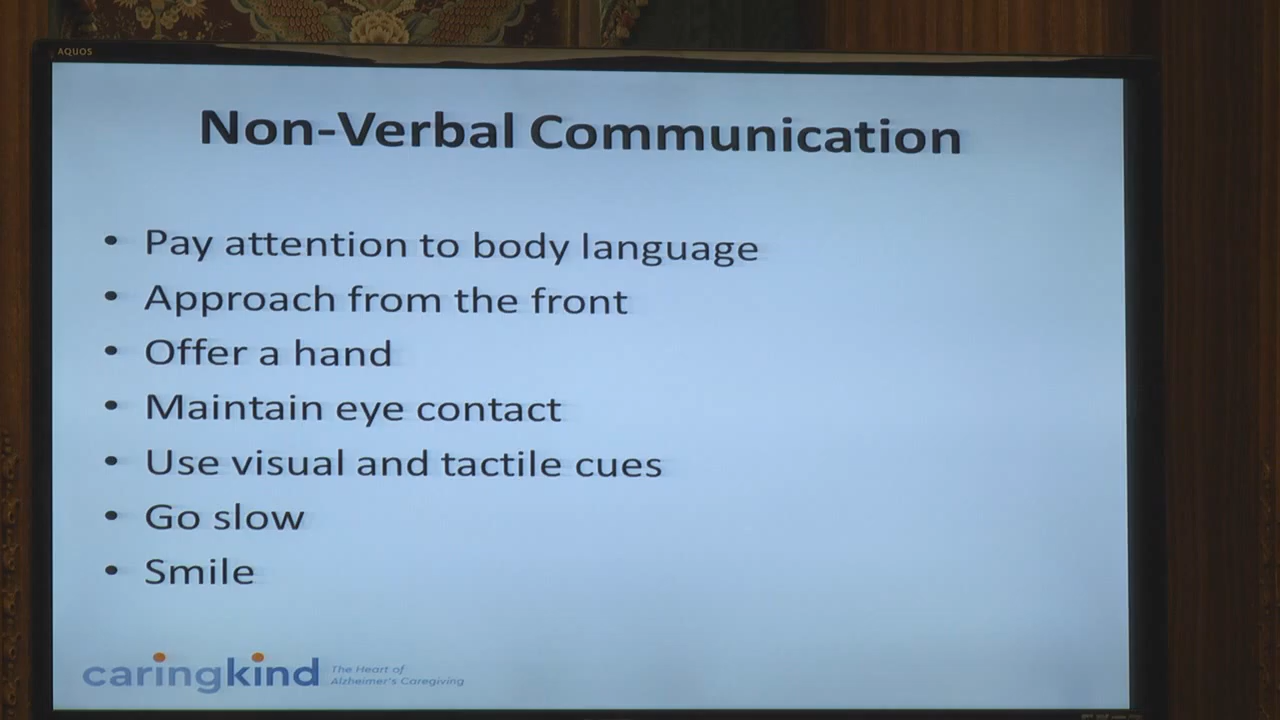 AQUOS
Non-Verbal Communication
• Pay attention to body language
• Approach from the front
• Offer a hand
• Maintain eye contact
• Use visual and tactile cues
• Go slow
• Smile
caringkind
The Heart of
Alzheimer's Caregiving